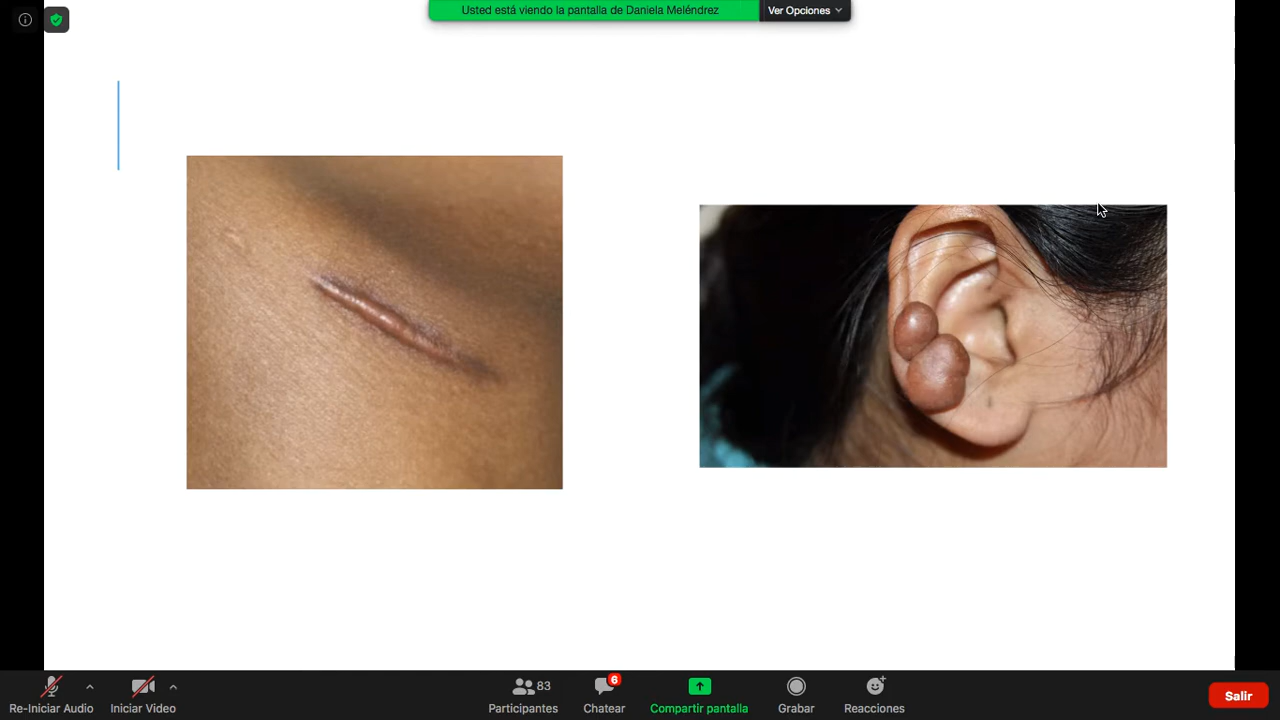 Usted está viendo la pantalla de Daniela Meléndrez
Ver Opciones
Re-Iniciar Audio
Iniciar Video
83
Participantes
6
Chatear
Compartir pantalla
Grabar
Reacciones
Salir